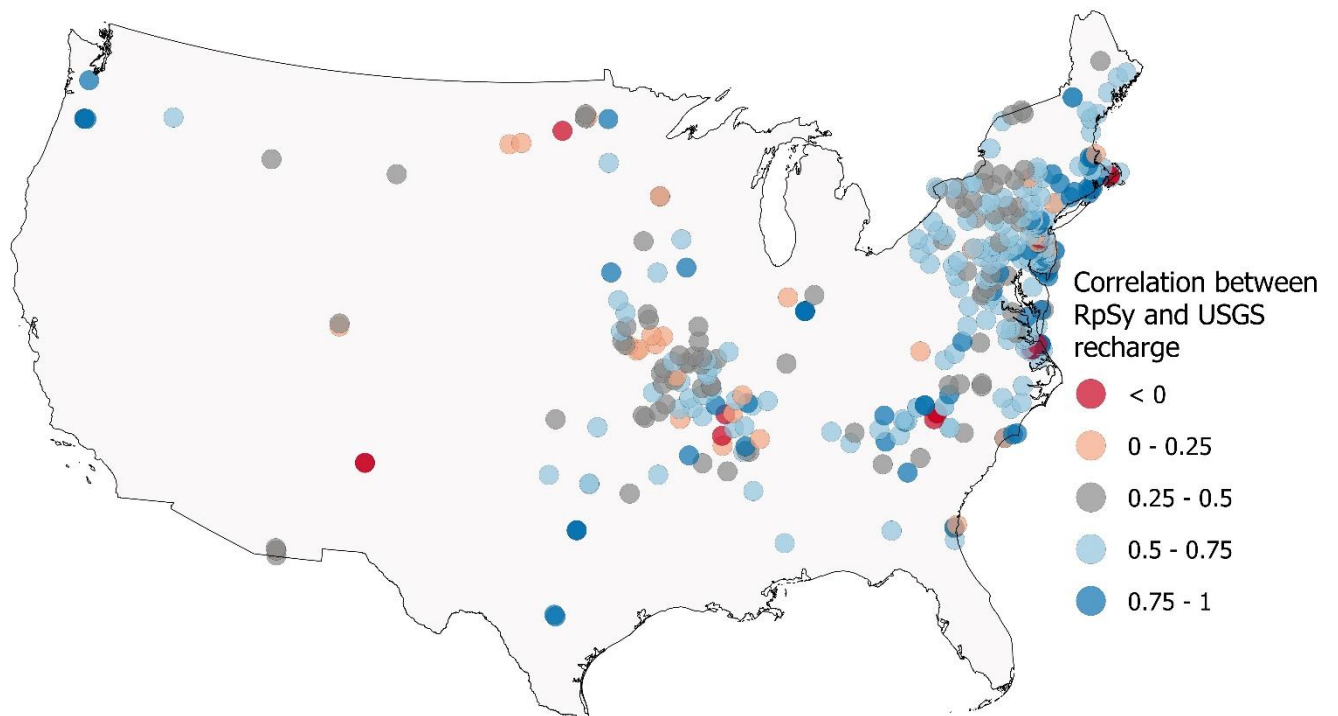 Correlation between
RpSy and USGS
recharge
< 0
0 - 0.25
0.25 - 0.5
0.5 - 0.75
0.75 - 1